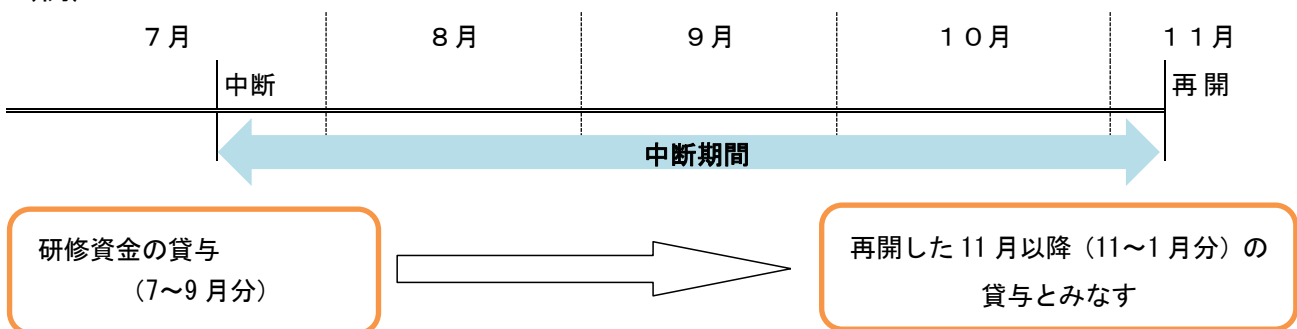 ７月 ８月 ９月 １０月 １１月
中断 再開
中断期間
研修資金の貸与
（7～9 月分）
再開した 11 月以降（11～1 月分）の
貸与とみなす